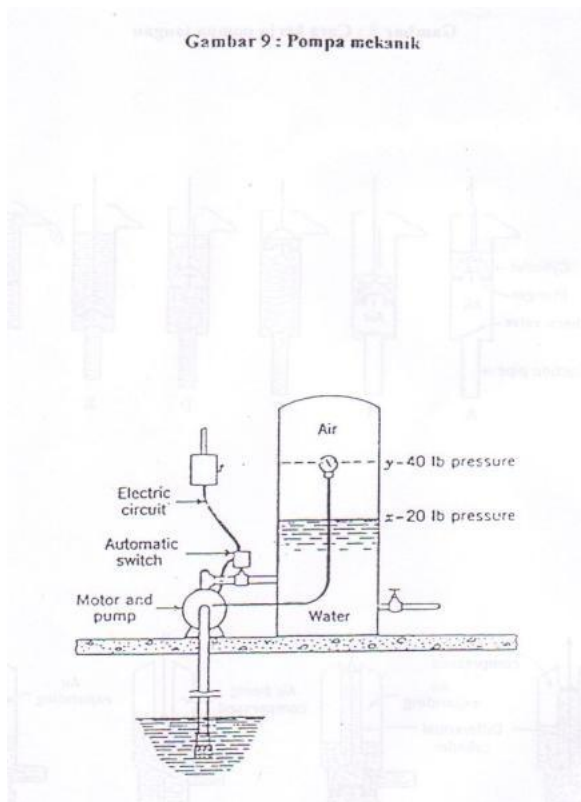 Gambar 9 : Pompa mekanik
Air
y-40 lb pressure
x-20 lb pressure
Electric
circuit
Automatic
switch
Motor and
pump
Water